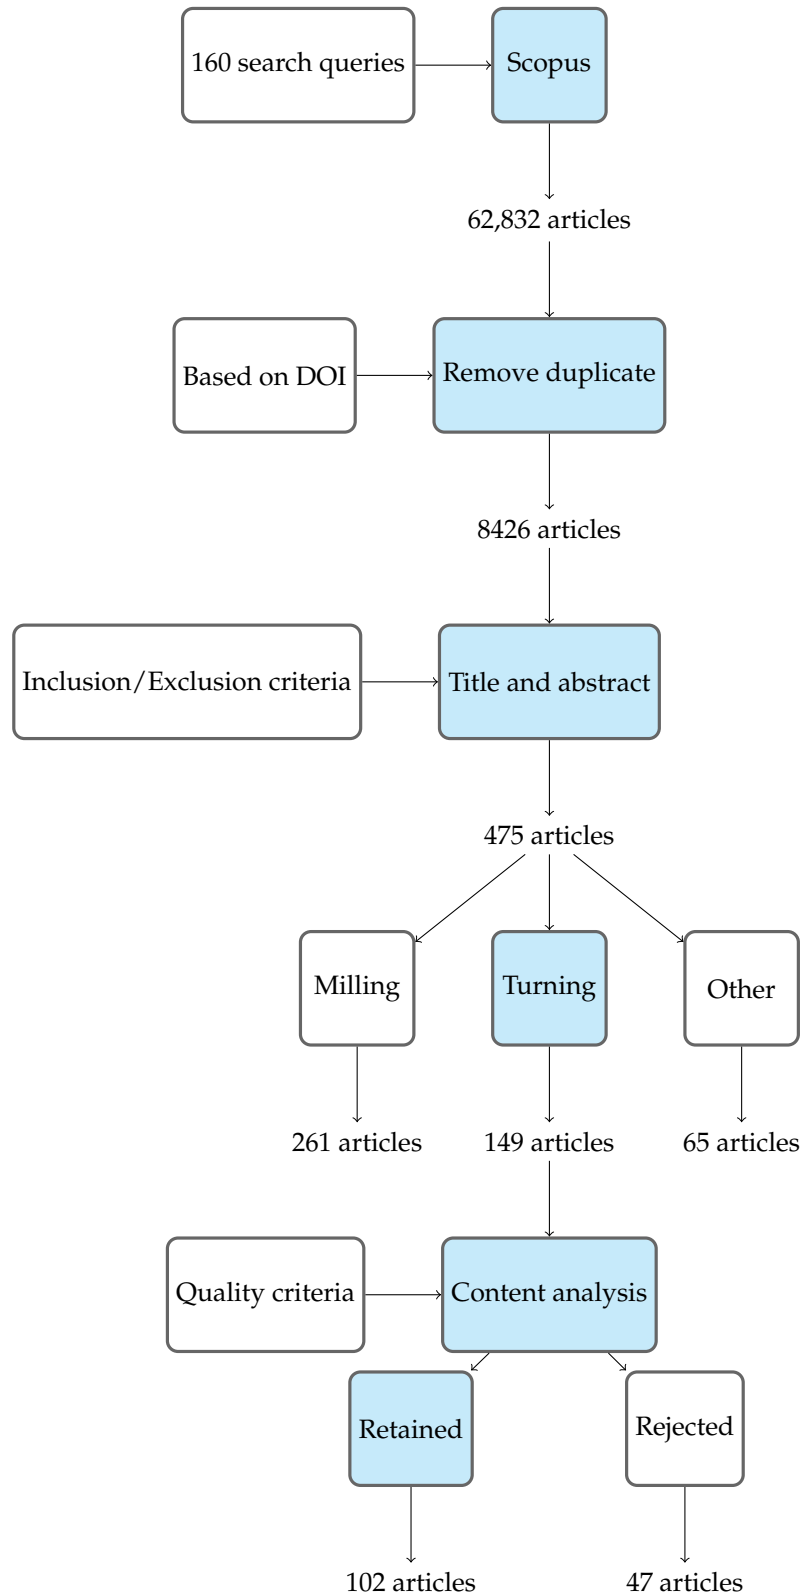 160 search queries
Scopus
62,832 articles
Based on DOI
Remove duplicate
8426 articles
Inclusion/Exclusion criteria
Title and abstract
475 articles
Milling
Turning
Other
261 articles
149 articles
65 articles
Quality criteria
Content analysis
Retained
Rejected
102 articles
47 articles